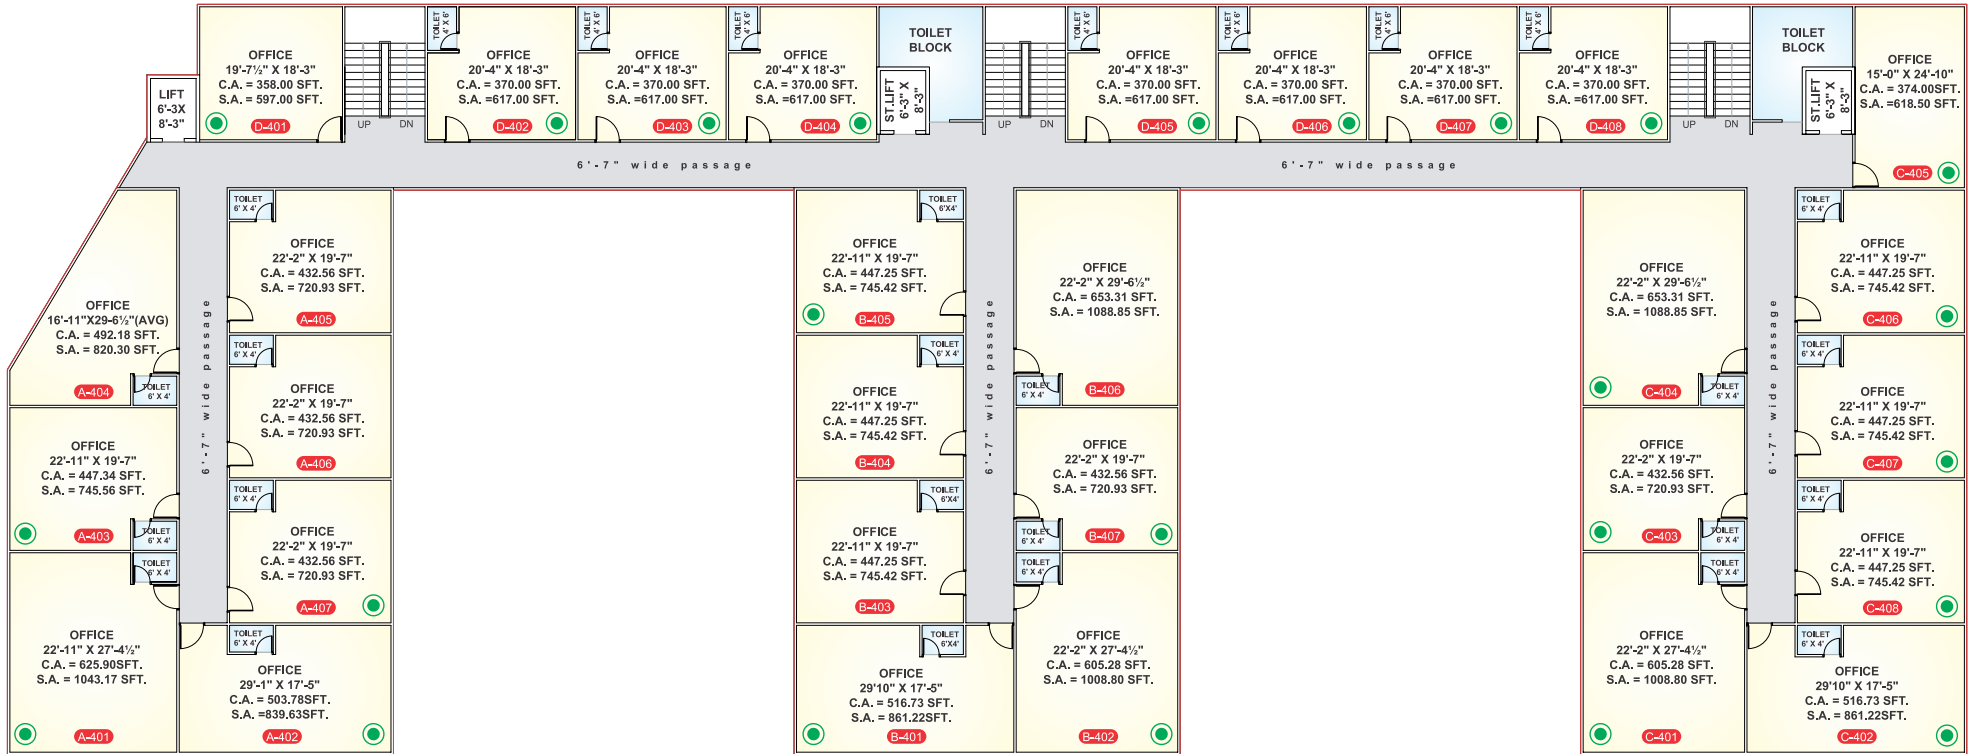 OFFICE
19'-7½" X 18'-3"
C.A. = 358.00 SFT.
S.A. = 597.00 SFT.
D-401
LIFT
6'-3X
8'-3"
UP
DN
TOILET
4' X 6'
OFFICE
20'-4" X 18'-3"
C.A. = 370.00 SFT.
S.A. =617.00 SFT.
D-402
TOILET
4' X 6'
OFFICE
20'-4" X 18'-3"
C.A. = 370.00 SFT.
S.A. =617.00 SFT.
D-403
TOILET
4' X 6'
OFFICE
20'-4" X 18'-3"
C.A. = 370.00 SFT.
S.A. =617.00 SFT.
D-404
TOILET
BLOCK
ST.LIFT
6'-3" X
8'-3"
UP
DN
TOILET
4' X 6'
OFFICE
20'-4" X 18'-3"
C.A. = 370.00 SFT.
S.A. =617.00 SFT.
D-405
TOILET
4' X 6'
OFFICE
20'-4" X 18'-3"
C.A. = 370.00 SFT.
S.A. =617.00 SFT.
D-406
TOILET
4' X 6'
OFFICE
20'-4" X 18'-3"
C.A. = 370.00 SFT.
S.A. =617.00 SFT.
D-407
TOILET
4' X 6'
OFFICE
20'-4" X 18'-3"
C.A. = 370.00 SFT.
S.A. =617.00 SFT.
D-408
UP
DN
TOILET
BLOCK
ST.LIFT
6'-3" X
8'-3"
OFFICE
15'-0" X 24'-10"
C.A. = 374.00SFT.
S.A. =618.50 SFT.
C-405
6'-7" wide passage
6'-7" wide passage
OFFICE
16'-11"X29-6½"(AVG)
C.A. = 492.18 SFT.
S.A. = 820.30 SFT.
A-404
TOILET
6' X 4'
OFFICE
22'-11" X 19'-7"
C.A. = 447.34 SFT.
S.A. = 745.56 SFT.
A-403
TOILET
6' X 4'
TOILET
6' X 4'
OFFICE
22'-11" X 27'-4½"
C.A. = 625.90SFT.
S.A. = 1043.17 SFT.
A-401
6'-7" wide passage
TOILET
6' X 4'
OFFICE
22'-2" X 19'-7"
C.A. = 432.56 SFT.
S.A. = 720.93 SFT.
A-405
TOILET
6' X 4'
OFFICE
22'-2" X 19'-7"
C.A. = 432.56 SFT.
S.A. = 720.93 SFT.
A-406
TOILET
6' X 4'
OFFICE
22'-2" X 19'-7"
C.A. = 432.56 SFT.
S.A. = 720.93 SFT.
A-407
TOILET
6' X 4'
OFFICE
29'-1" X 17'-5"
C.A. = 503.78SFT.
S.A. =839.63SFT.
A-402
TOILET
6'X4'
OFFICE
22'-11" X 19'-7"
C.A. = 447.25 SFT.
S.A. = 745.42 SFT.
B-405
TOILET
6' X 4'
OFFICE
22'-11" X 19'-7"
C.A. = 447.25 SFT.
S.A. = 745.42 SFT.
B-404
TOILET
6'X4'
OFFICE
22'-11" X 19'-7"
C.A. = 447.25 SFT.
S.A. = 745.42 SFT.
B-403
TOILET
6'X4'
OFFICE
29'10" X 17'-5"
C.A. = 516.73 SFT.
S.A. = 861.22SFT.
B-401
6'-7" wide passage
OFFICE
22'-2" X 29'-6½"
C.A. = 653.31 SFT.
S.A. = 1088.85 SFT.
B-406
TOILET
6' X 4'
OFFICE
22'-2" X 19'-7"
C.A. = 432.56 SFT.
S.A. = 720.93 SFT.
B-407
TOILET
6' X 4'
TOILET
6' X 4'
OFFICE
22'-2" X 27'-4½"
C.A. = 605.28 SFT.
S.A. = 1008.80 SFT.
B-402
OFFICE
22'-2" X 29'-6½"
C.A. = 653.31 SFT.
S.A. = 1088.85 SFT.
C-404
TOILET
6' X 4'
OFFICE
22'-2" X 19'-7"
C.A. = 432.56 SFT.
S.A. = 720.93 SFT.
C-403
TOILET
6' X 4'
TOILET
6' X 4'
OFFICE
22'-2" X 27'-4½"
C.A. = 605.28 SFT.
S.A. = 1008.80 SFT.
C-401
6'-7" wide passage
TOILET
6' X 4'
OFFICE
22'-11" X 19'-7"
C.A. = 447.25 SFT.
S.A. = 745.42 SFT.
C-406
TOILET
6' X 4'
OFFICE
22'-11" X 19'-7"
C.A. = 447.25 SFT.
S.A. = 745.42 SFT.
C-407
TOILET
6' X 4'
OFFICE
22'-11" X 19'-7"
C.A. = 447.25 SFT.
S.A. = 745.42 SFT.
C-408
TOILET
6' X 4'
OFFICE
29'10" X 17'-5"
C.A. = 516.73 SFT.
S.A. = 861.22SFT.
C-402